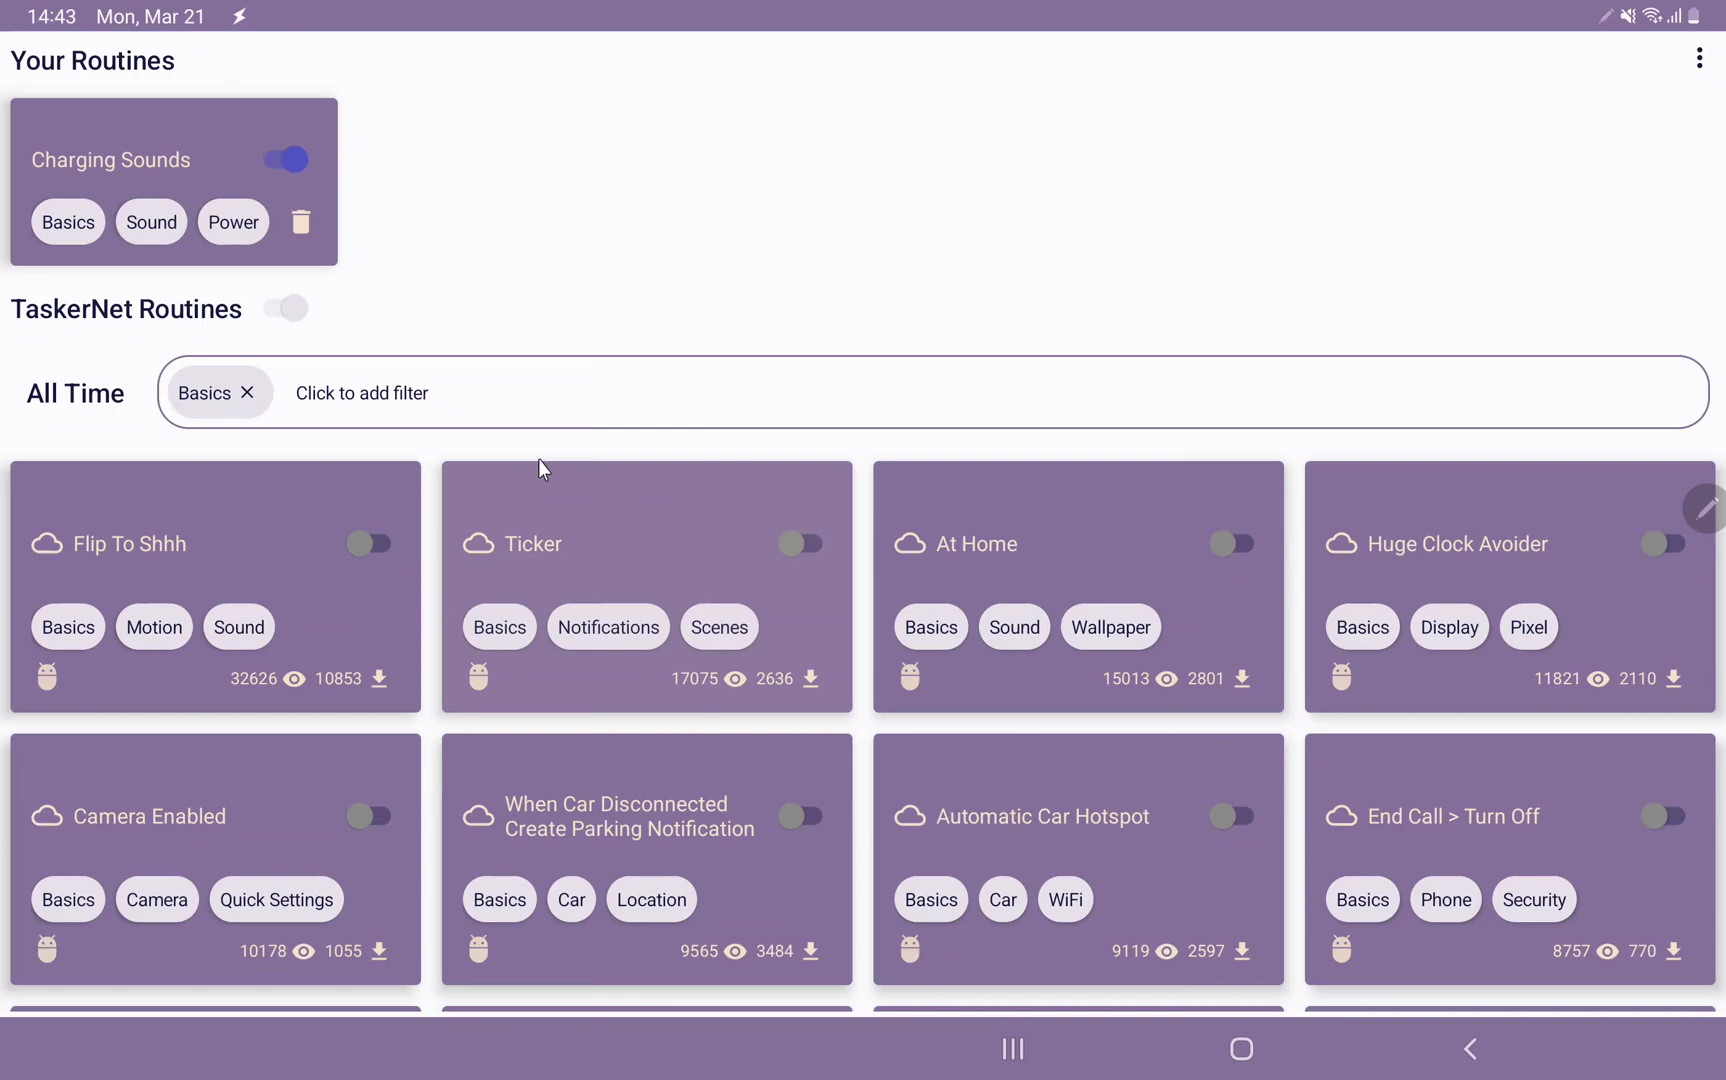 14:43 Mon, Mar 21
Your Routines
Charging Sounds
Basics Sound Power
TaskerNet Routines
All Time Basics Click to add filter
Flip To Shhh
Basics Motion Sound
32626 10853
Ticker
Basics Notifications Scenes
17075 2636
At Home
Basics Sound Wallpaper
15013 2801
Huge Clock Avoider
Basics Display Pixel
11821 2110
Camera Enabled
Basics Camera Quick Settings
10178 1055
When Car Disconnected
Create Parking Notification
Basics Car Location
9565 3484
Automatic Car Hotspot
Basics Car WiFi
9119 2597
End Call > Turn Off
Basics Phone Security
8757 770